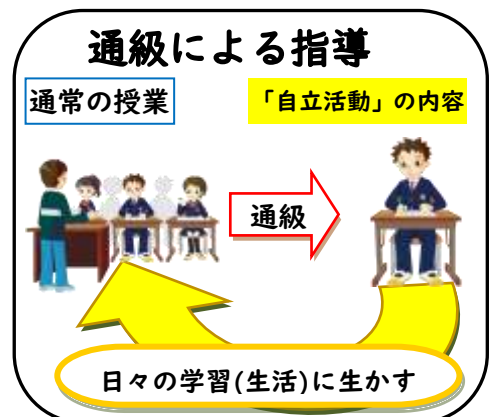 通級による指導
通常の授業
「自立活動」の内容
通級
日々の学習(生活)に生かす